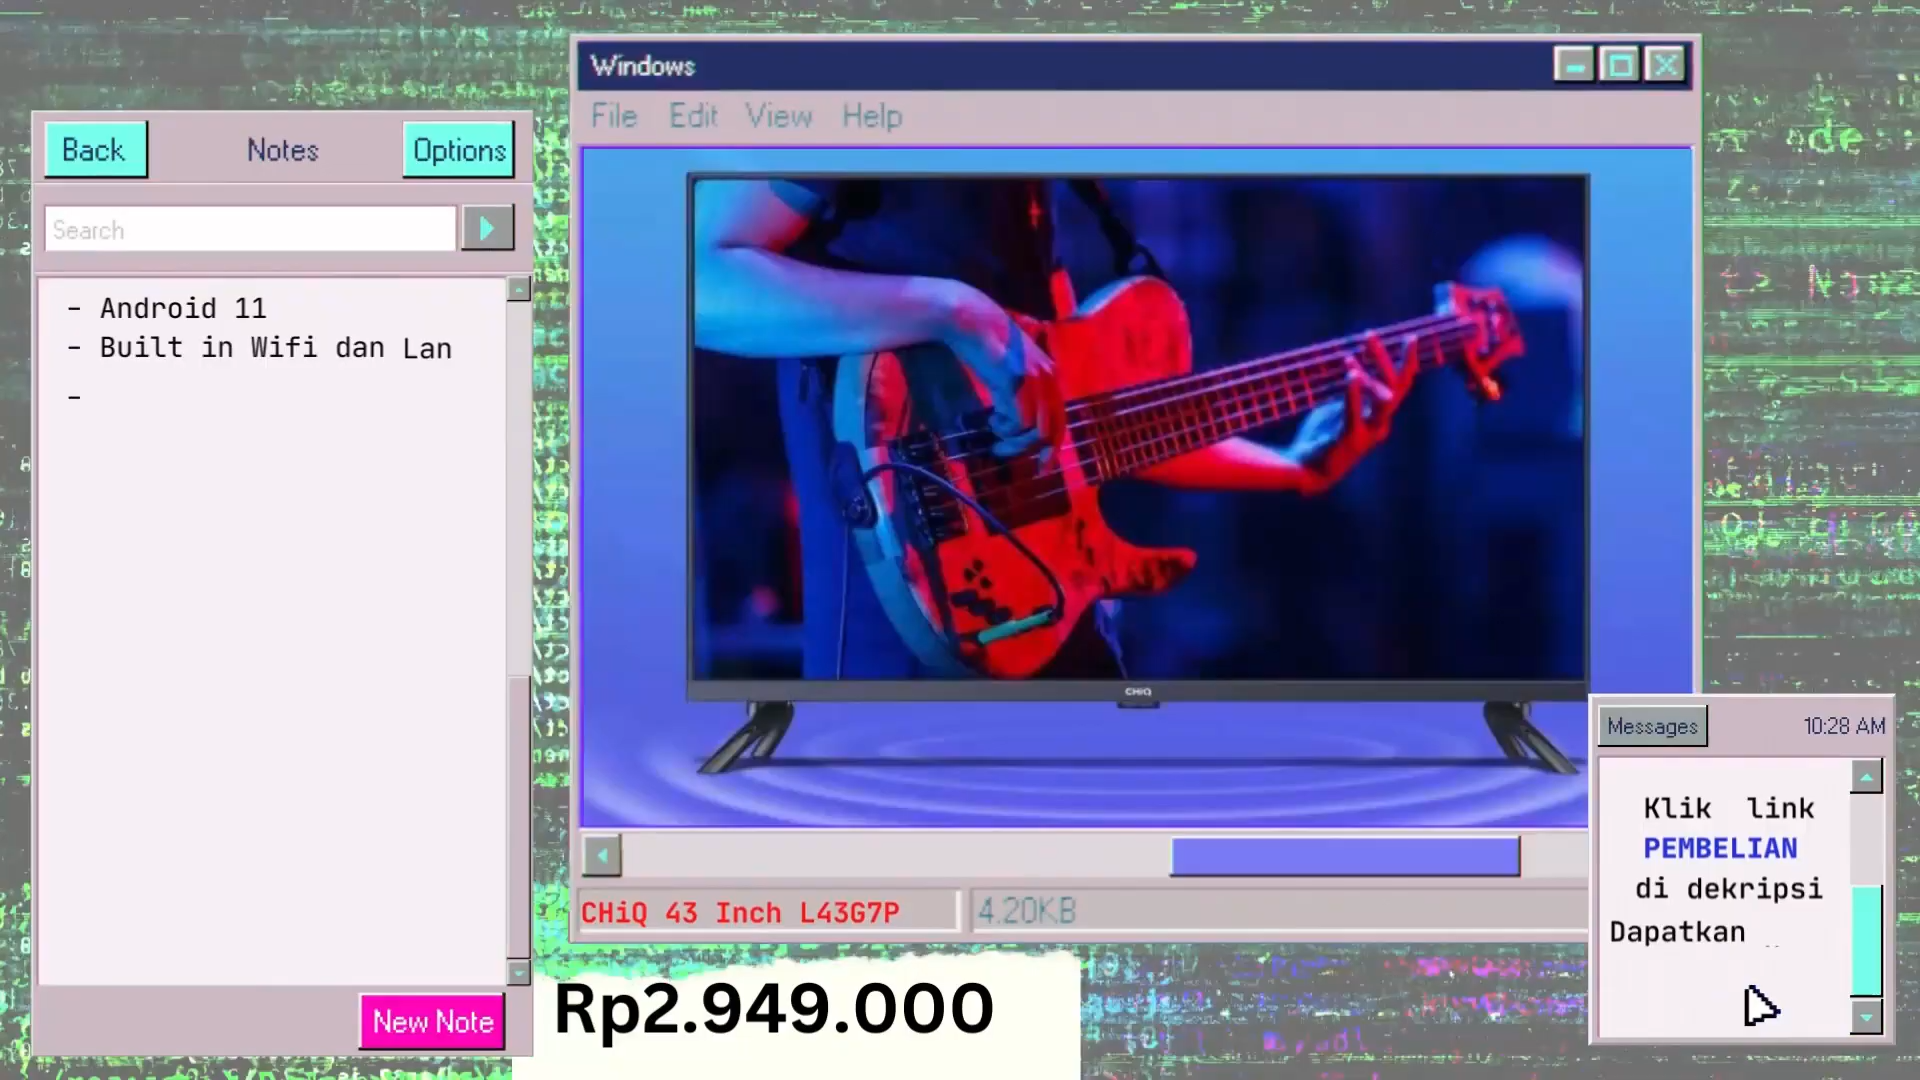 Windows
File Edit View Help
Back Notes Options
Search
- Android 11
- Built in Wifi dan Lan
-
New Note
CHiQ
CHiQ 43 Inch L43G7P
4.20KB
Rp2.949.000
Messages 10:28 AM
Klik link
PEMBELIAN
di dekripsi
Dapatkan